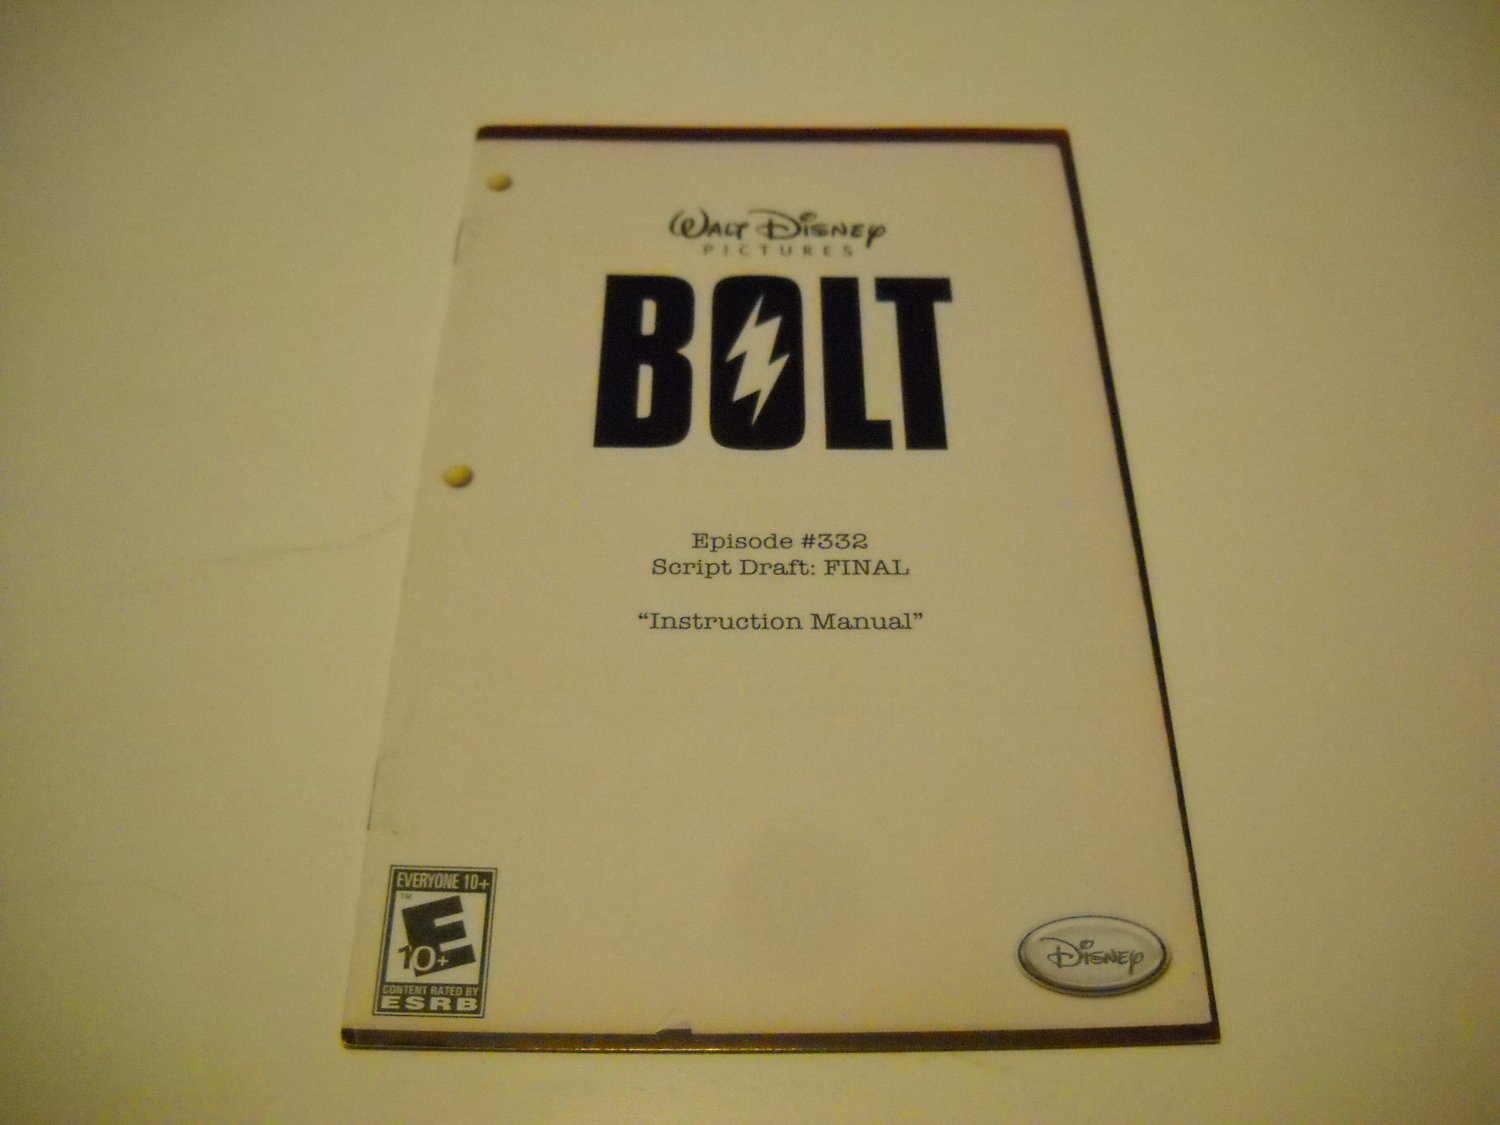 WALT DISNEY
PICTURES
BOLT
Episode #332
Script Draft: FINAL
“Instruction Manual”
EVERYONE 10+
TM
E
10+
CONTENT RATED BY
ESRB
Disney